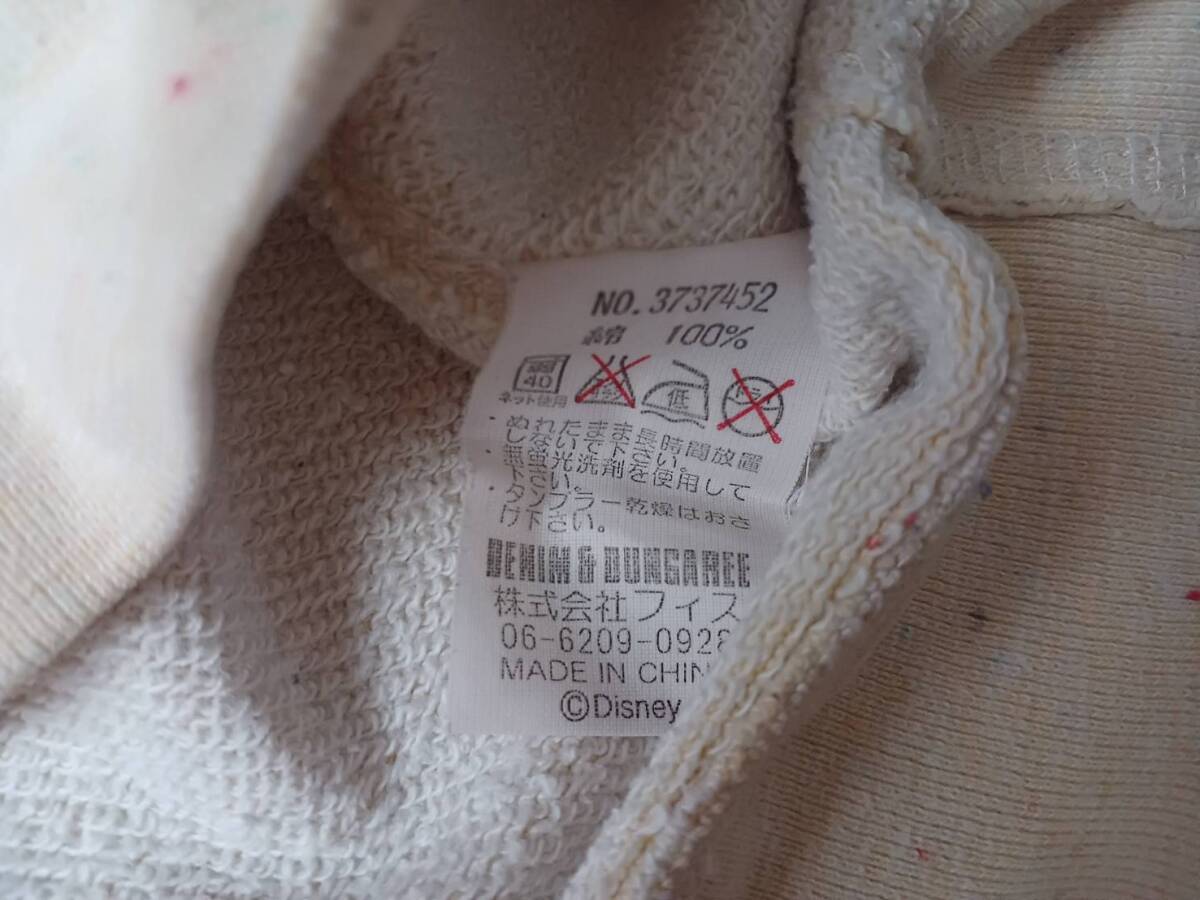 NO. 3737452
綿 100%
弱 40 低
ネット使用
・ぬれたまま長時間放置
しないで下さい。
・無蛍光洗剤を使用して
下さい。
・タンブラー乾燥はおさ
け下さい。
DENIM & DUNGAREE
株式会社フィス
06-6209-0928
MADE IN CHIN
©Disney